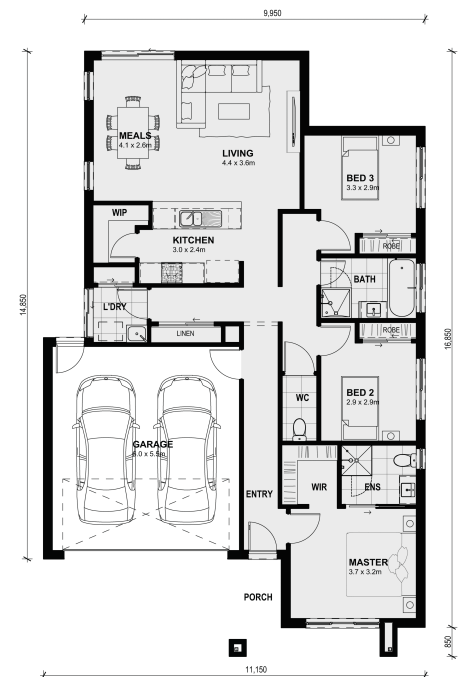 9,950
MEALS
4.1 x 2.6m
LIVING
4.4 x 3.6m
BED 3
3.3 x 2.9m
WIP
KITCHEN
3.0 x 2.4m
ROBE
BATH
L'DRY
14,850
LINEN
16,850
ROBE
WC
BED 2
2.9 x 2.9m
GARAGE
6.0 x 5.5m
ENTRY
WIR
ENS
MASTER
3.7 x 3.2m
PORCH
850
11,150